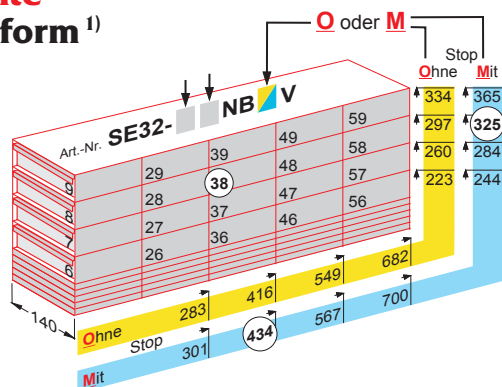 form 1)
O oder M
Stop
Ohne Mit
Art.-Nr. SE32- NB V
334 365
297 325
260 284
223 244
9 29 39 49 59
8 28 38 48 58
7 27 37 47 57
6 26 36 46 56
140
Ohne 283 416 549 682
Stop
Mit 301 434 567 700